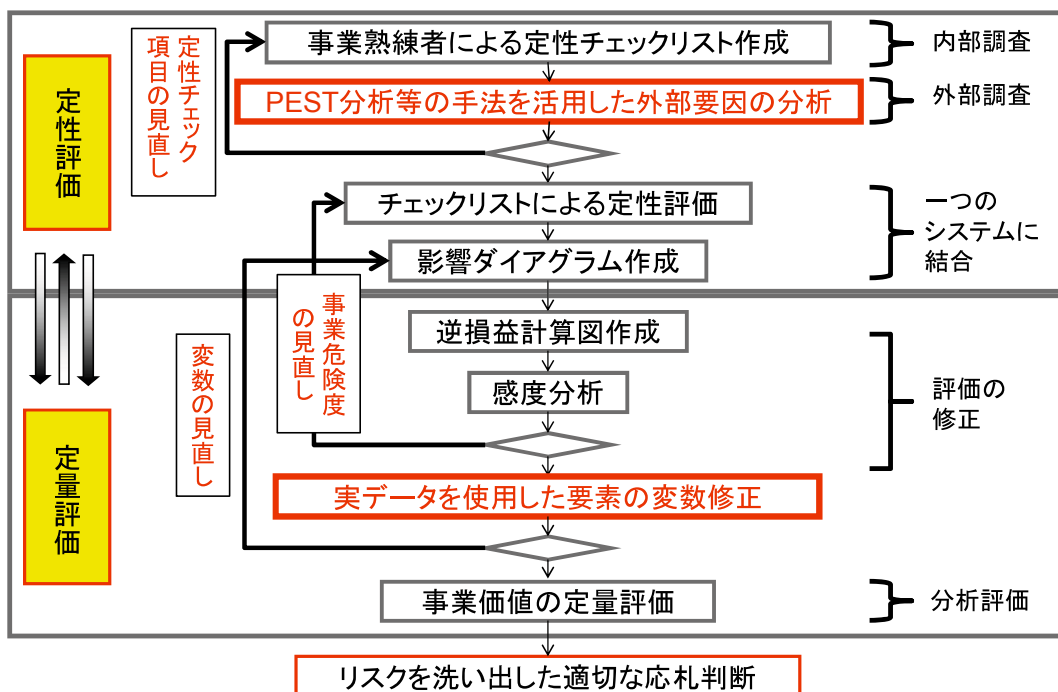 事業熟練者による定性チェックリスト作成
内部調査
PEST分析等の手法を活用した外部要因の分析
外部調査
定性チェック
項目の見直し
定性評価
チェックリストによる定性評価
影響ダイアグラム作成
一つの
システムに
結合
逆損益計算図作成
感度分析
事業危険度
の見直し
変数の見直し
評価の
修正
定量評価
実データを使用した要素の変数修正
事業価値の定量評価
分析評価
リスクを洗い出した適切な応札判断